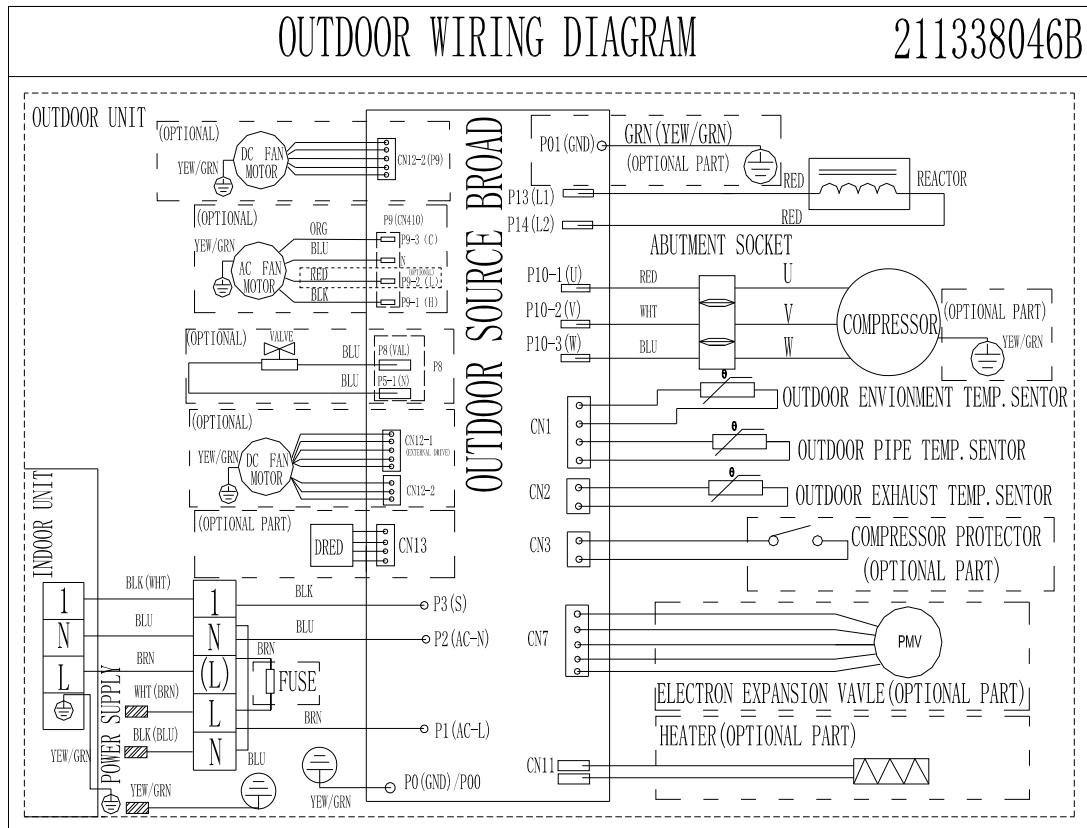 OUTDOOR WIRING DIAGRAM
211338046B
OUTDOOR UNIT
(OPTIONAL)
YEW/GRN
DC FAN
MOTOR
CN12-2(P9)
(OPTIONAL)
P9(CN410)
YEW/GRN
AC FAN
MOTOR
ORG
P9-3 (C)
BLU
N
(OPTIONAL)
RED
P9-2 (L)
BLK
P9-1 (H)
(OPTIONAL)
VALVE
BLU
P8(VAL)
P8
BLU
P5-1(N)
(OPTIONAL)
YEW/GRN
DC FAN
MOTOR
CN12-1
(EXTERNAL DRIVE)
CN12-2
(OPTIONAL PART)
DRED
CN13
INDOOR UNIT
1
N
L
BLK(WHT)
BLU
BRN
WHT(BRN)
BLK(BLU)
YEW/GRN
POWER SUPPLY
YEW/GRN
1
N
(L)
L
N
BLK
P3(S)
BLU
P2(AC-N)
BRN
FUSE
BRN
P1(AC-L)
BLU
YEW/GRN
P0(GND)/P00
OUTDOOR SOURCE BROAD
P01(GND)
GRN(YEW/GRN)
(OPTIONAL PART)
P13(L1)
RED
REACTOR
P14(L2)
RED
ABUTMENT SOCKET
P10-1(U)
RED
U
P10-2(V)
WHT
V
P10-3(W)
BLU
W
COMPRESSOR
(OPTIONAL PART)
YEW/GRN
CN1
θ
OUTDOOR ENVIONMENT TEMP.SENTOR
θ
OUTDOOR PIPE TEMP.SENTOR
CN2
θ
OUTDOOR EXHAUST TEMP.SENTOR
CN3
COMPRESSOR PROTECTOR
(OPTIONAL PART)
CN7
PMV
ELECTRON EXPANSION VAVLE(OPTIONAL PART)
HEATER(OPTIONAL PART)
CN11